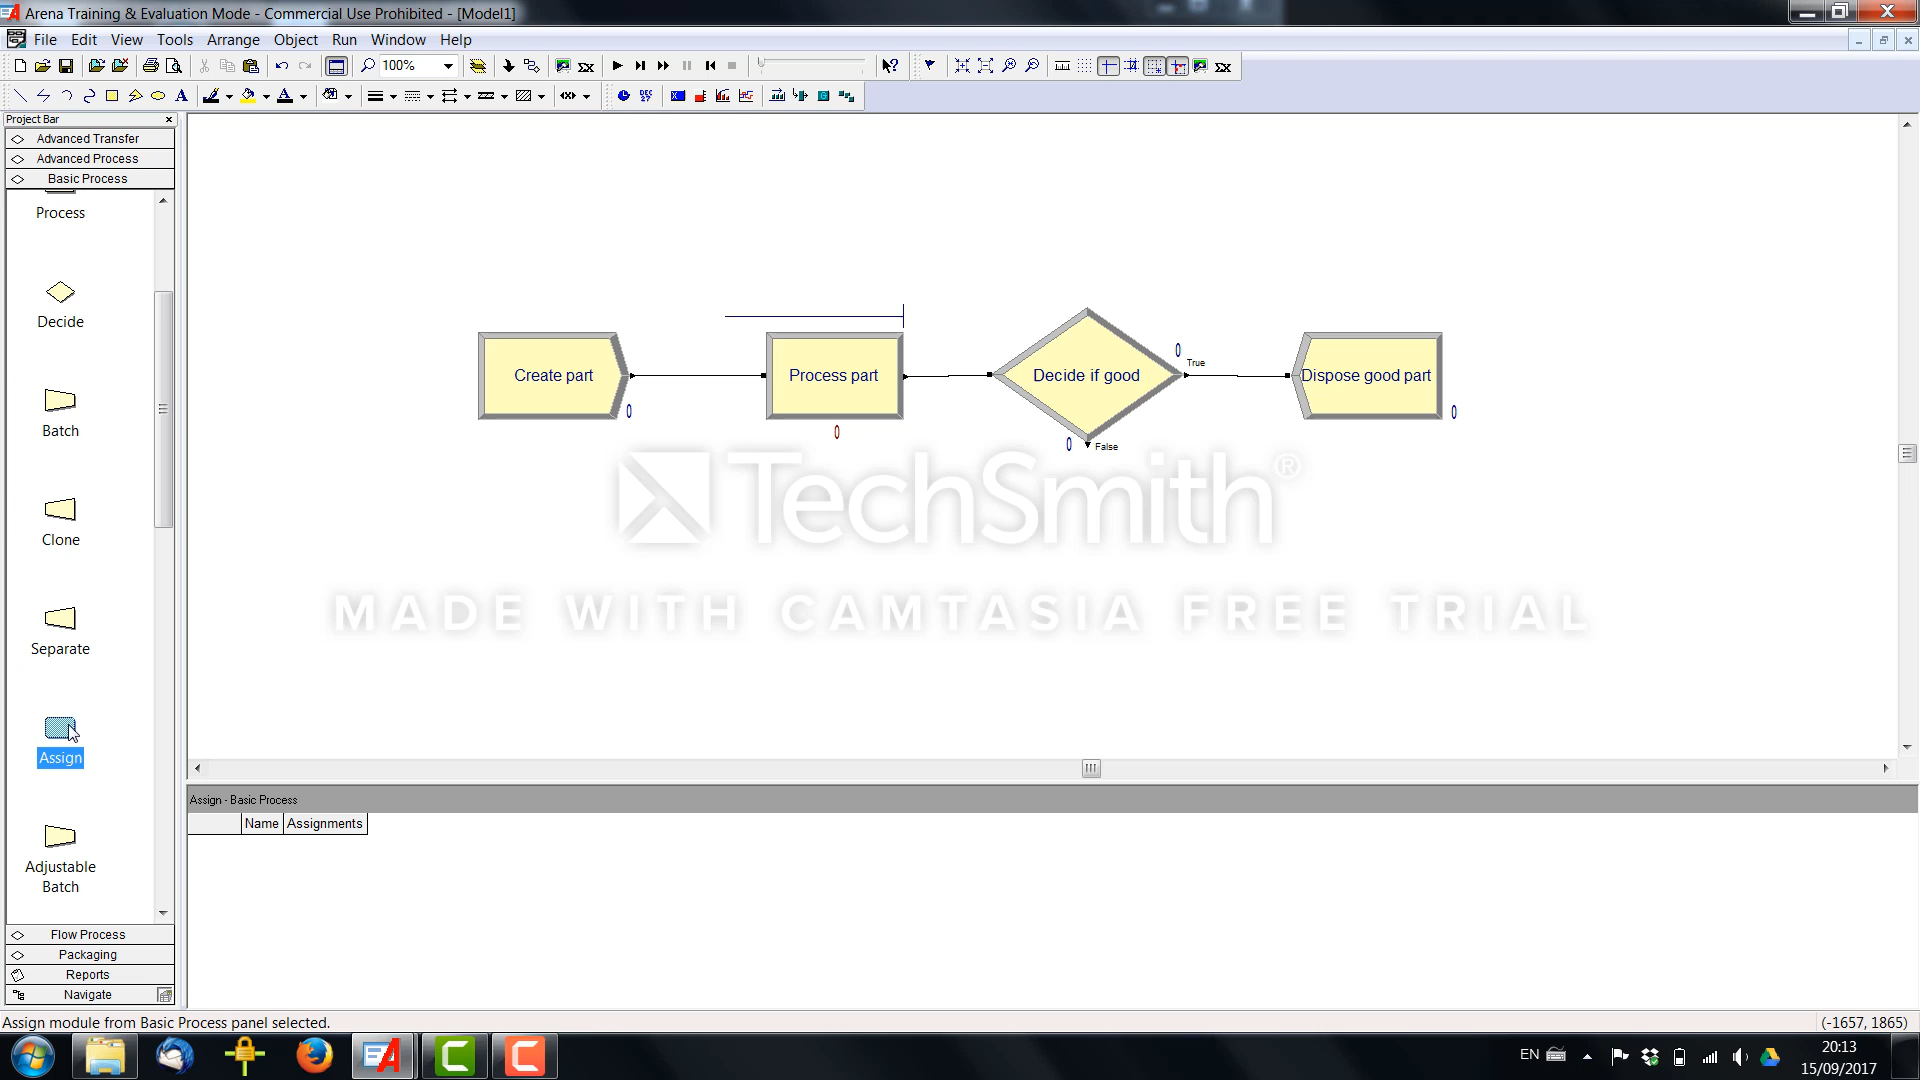 Arena Training & Evaluation Mode - Commercial Use Prohibited - [Model1]
File Edit View Tools Arrange Object Run Window Help
100%
Project Bar
Advanced Transfer
Advanced Process
Basic Process
Process
Decide
Batch
Clone
Separate
Assign
Adjustable
Batch
Flow Process
Packaging
Reports
Navigate
Create part
0
Process part
0
Decide if good
0
True
0
False
Dispose good part
0
TechSmith®
MADE WITH CAMTASIA FREE TRIAL
Assign - Basic Process
Name Assignments
Assign module from Basic Process panel selected.
(-1657, 1865)
EN
20:13
15/09/2017